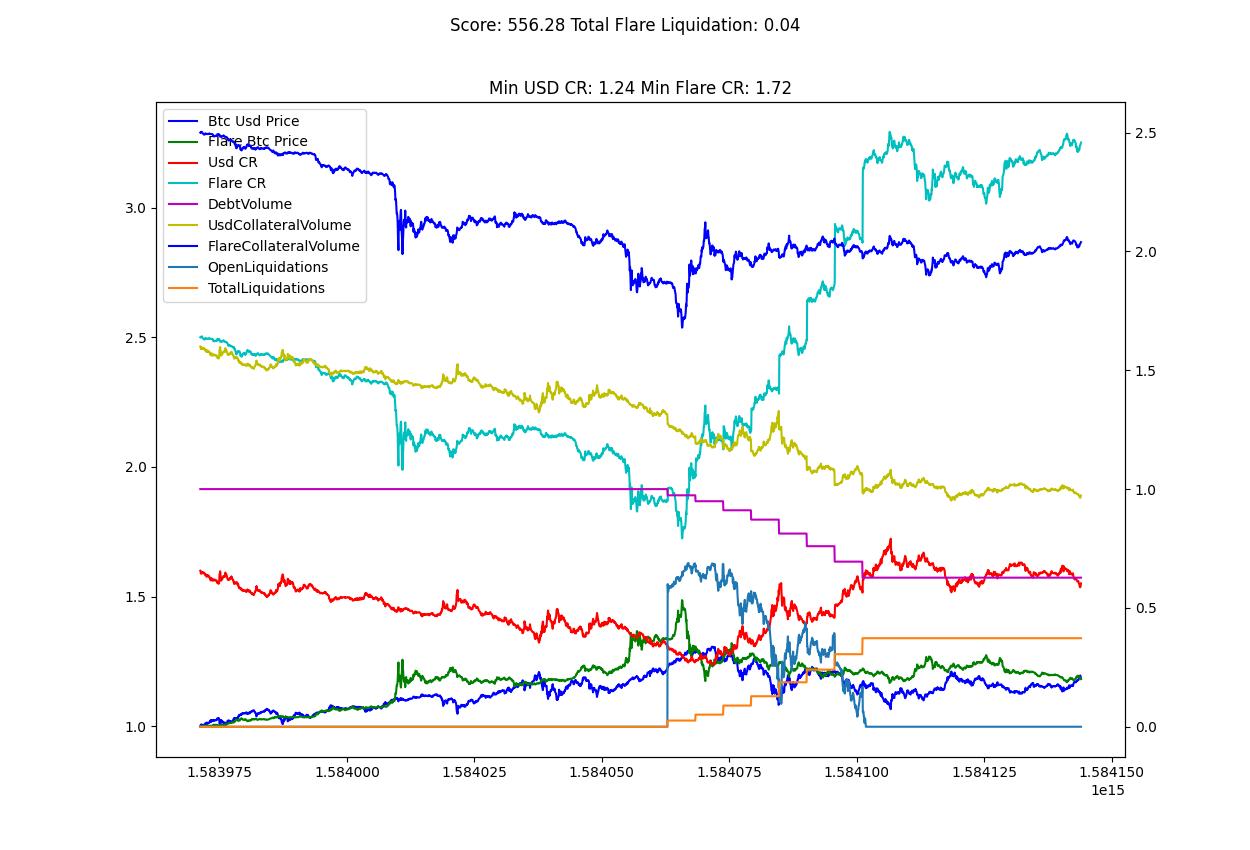 Score: 556.28 Total Flare Liquidation: 0.04
Min USD CR: 1.24 Min Flare CR: 1.72
Btc Usd Price
Flare Btc Price
Usd CR
Flare CR
DebtVolume
UsdCollateralVolume
FlareCollateralVolume
OpenLiquidations
TotalLiquidations
3.0
2.5
2.0
1.5
1.0
2.5
2.0
1.5
1.0
0.5
0.0
1.583975 1.584000 1.584025 1.584050 1.584075 1.584100 1.584125 1.584150
1e15